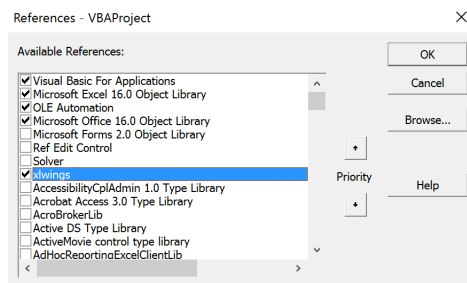 References - VBAProject
Available References:
Visual Basic For Applications
Microsoft Excel 16.0 Object Library
OLE Automation
Microsoft Office 16.0 Object Library
Microsoft Forms 2.0 Object Library
Ref Edit Control
Solver
xlwings
AccessibilityCplAdmin 1.0 Type Library
Acrobat Access 3.0 Type Library
AcroBrokerLib
Active DS Type Library
ActiveMovie control type library
AdHocReportingExcelClientLib
Priority
OK
Cancel
Browse...
Help